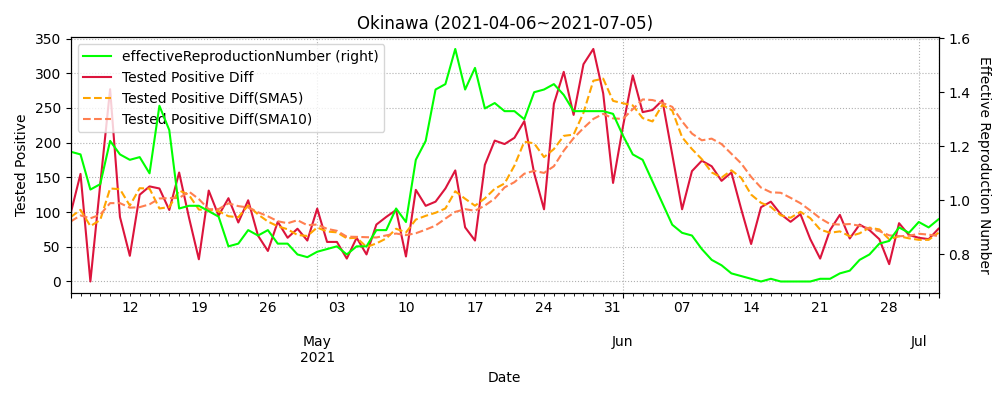 Okinawa (2021-04-06~2021-07-05)
effectiveReproductionNumber (right)
Tested Positive Diff
Tested Positive Diff(SMA5)
Tested Positive Diff(SMA10)
Tested Positive
350
300
250
200
150
100
50
0
1.6
1.4
1.2
1.0
0.8
Effective Reproduction Number
12 19 26 03 10 17 24 31 07 14 21 28
May Jun Jul
2021
Date